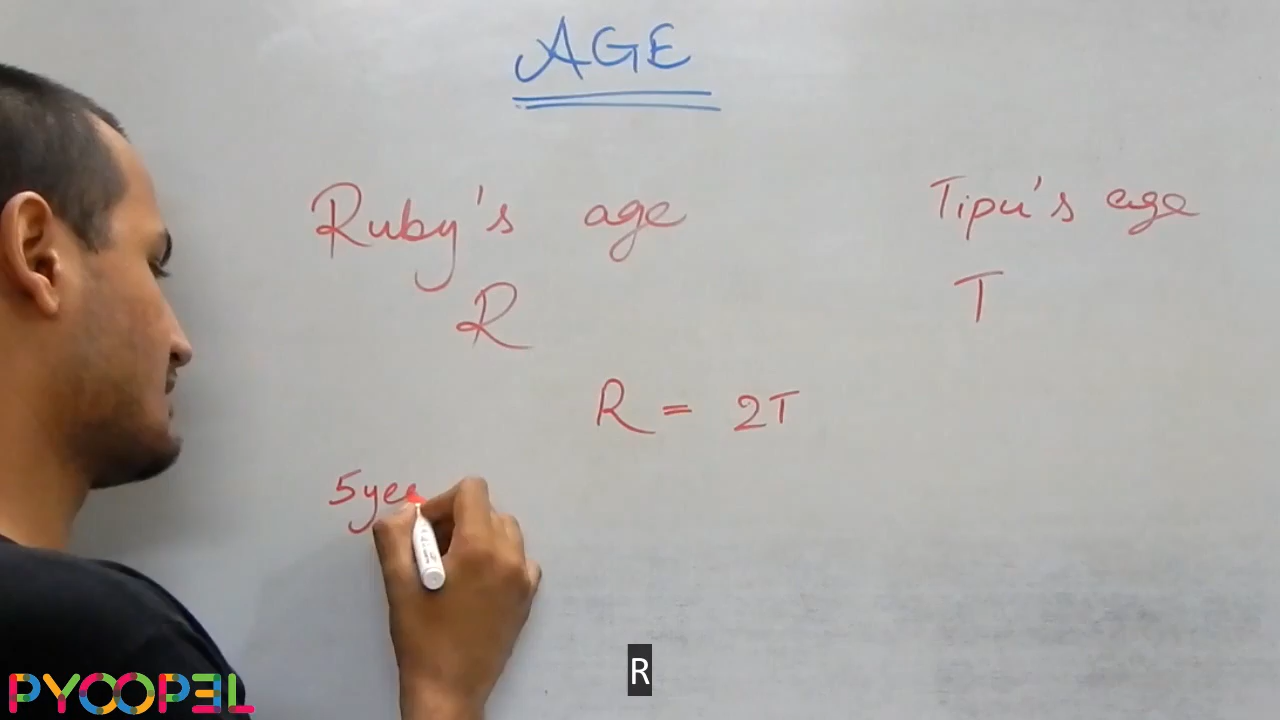 AGE
Ruby's age Tipu's age
R T
R = 2T
5yea
R
PYOOPEL